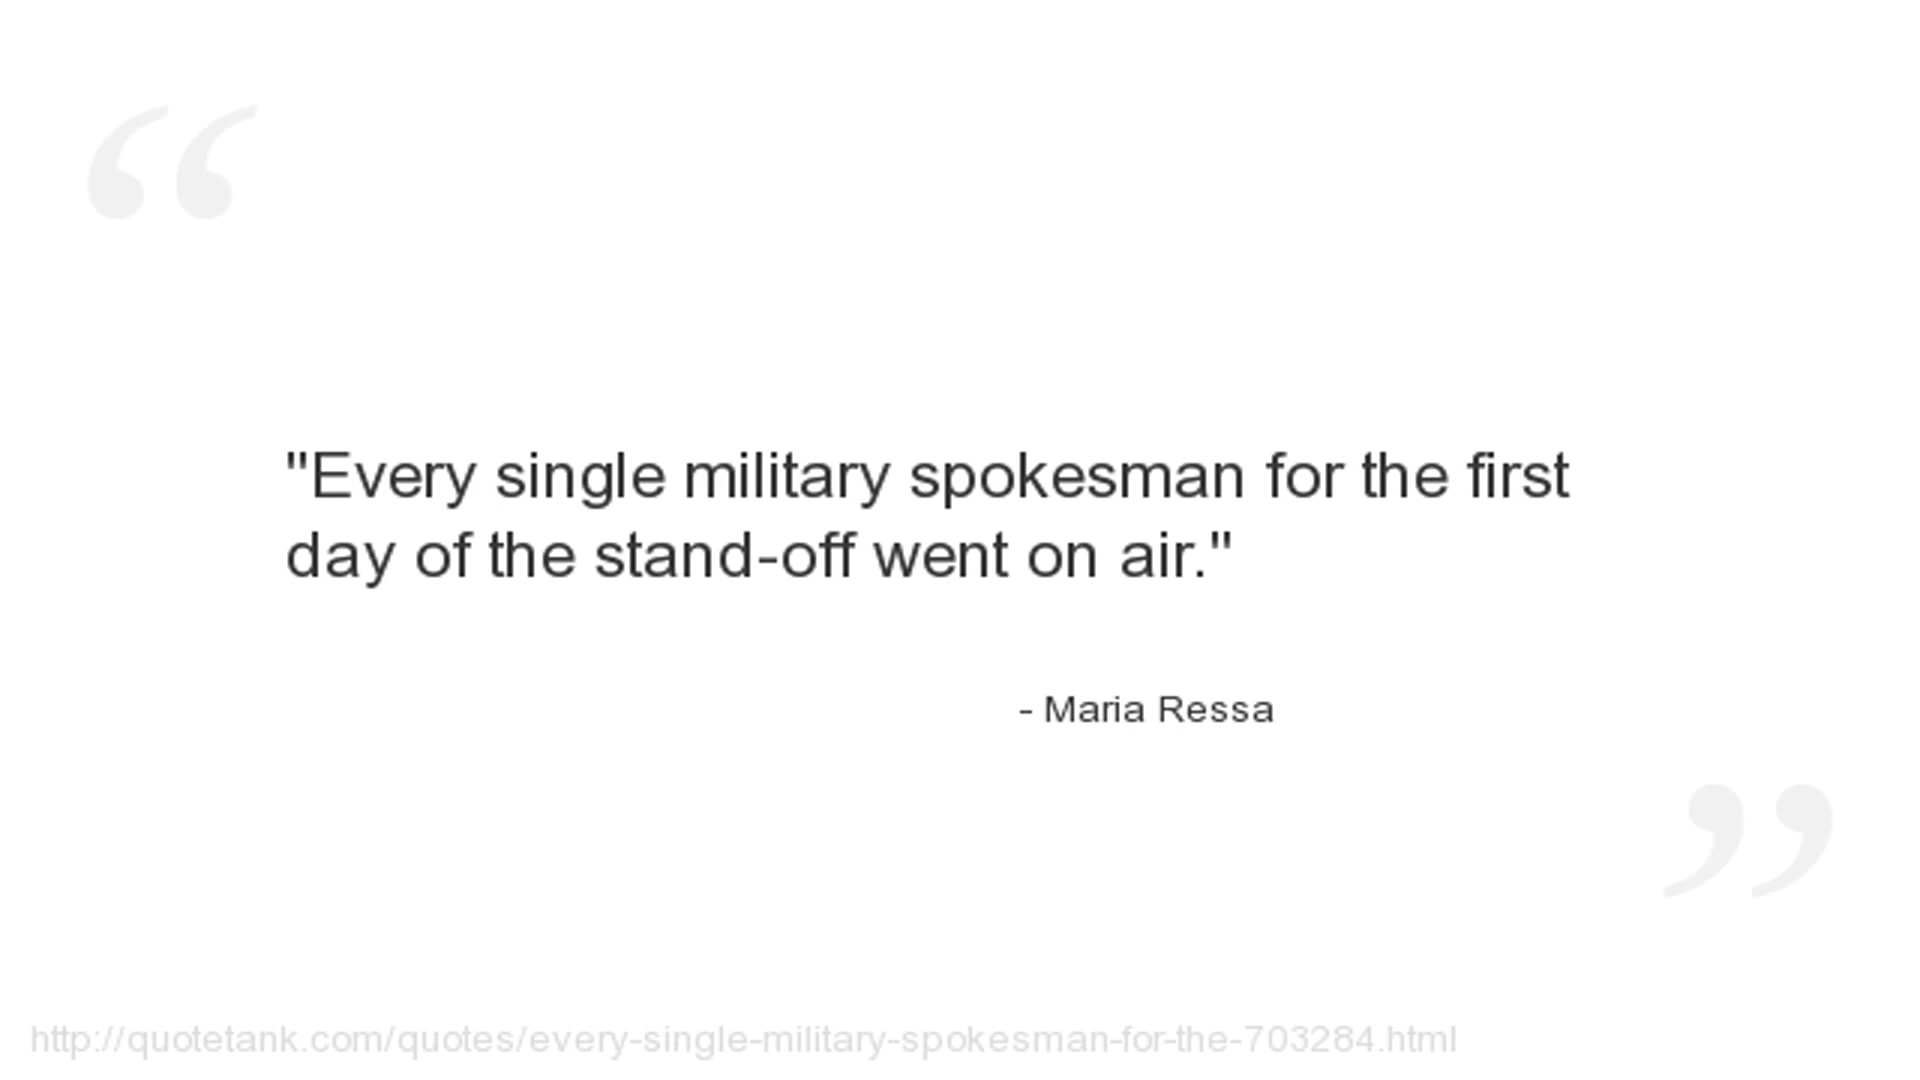 "Every single military spokesman for the first
day of the stand-off went on air."
- Maria Ressa
http://quotetank.com/quotes/every-single-military-spokesman-for-the-703284.html